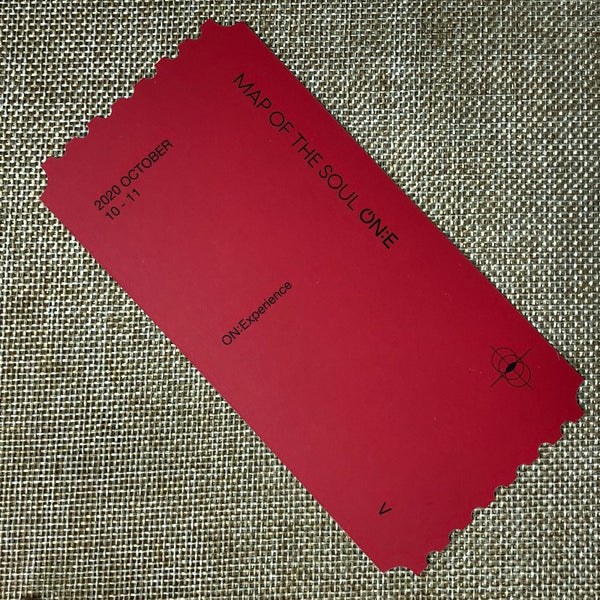 MAP OF THE SOUL ON:E
2020 OCTOBER
10 - 11
ON:Experience
V